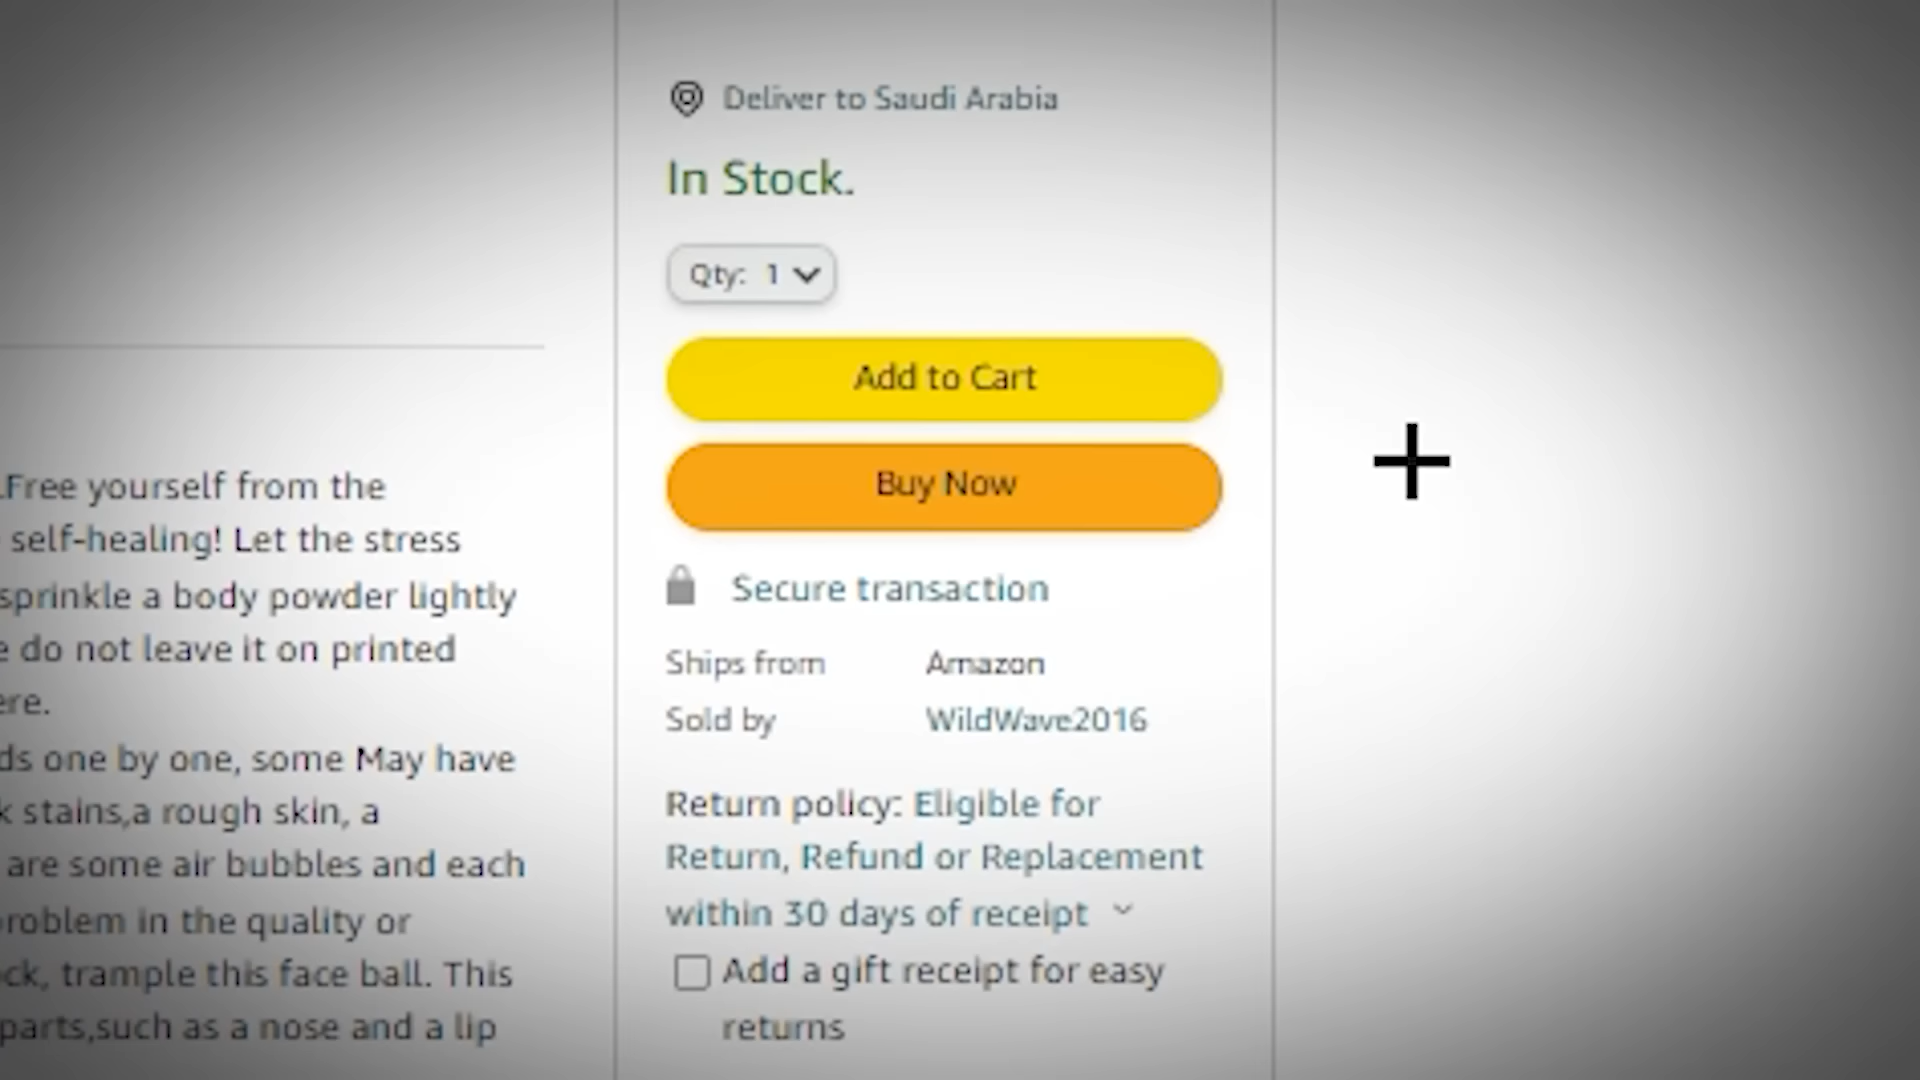 Deliver to Saudi Arabia
In Stock.
Qty: 1
Add to Cart
Buy Now
Secure transaction
Ships from Amazon
Sold by WildWave2016
Return policy: Eligible for
Return, Refund or Replacement
within 30 days of receipt
Add a gift receipt for easy
returns
.Free yourself from the
self-healing! Let the stress
sprinkle a body powder lightly
do not leave it on printed
one by one, some May have
stains,a rough skin, a
are some air bubbles and each
in the quality or
trample this face ball. This
parts,such as a nose and a lip